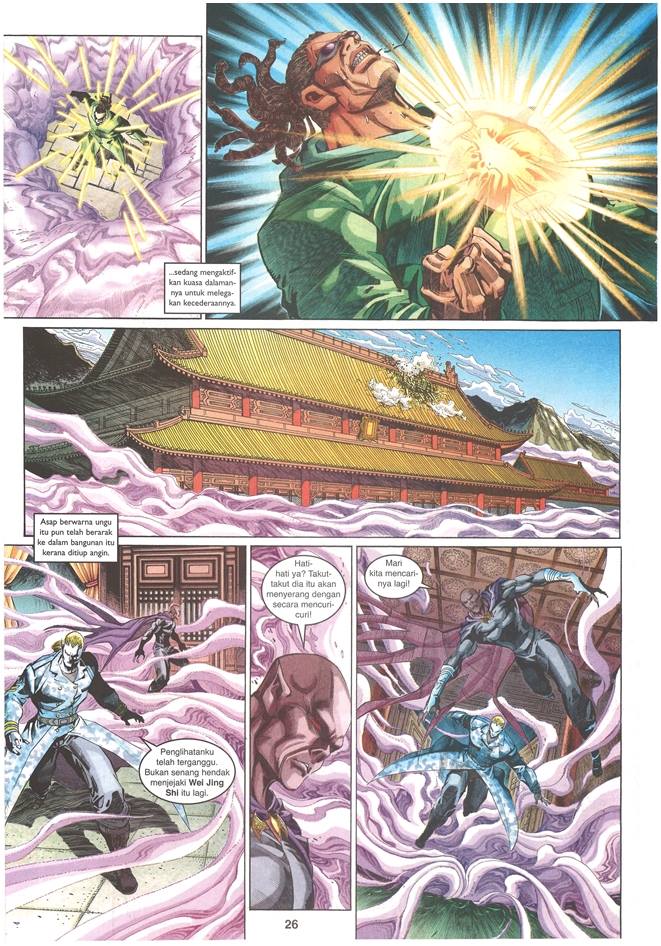 ...sedang mengaktif-
kan kuasa dalaman-
nya untuk melega-
kan kecederaannya.
Asap berwarna ungu
itu pun telah berarak
ke dalam bangunan itu
kerana ditiup angin.
Penglihatanku
telah terganggu.
Bukan senang hendak
menjejaki Wei Jing
Shi itu lagi.
Hati-
hati ya? Takut-
takut dia itu akan
menyerang dengan
secara mencuri-
curi!
Mari
kita mencari-
nya lagi!
26